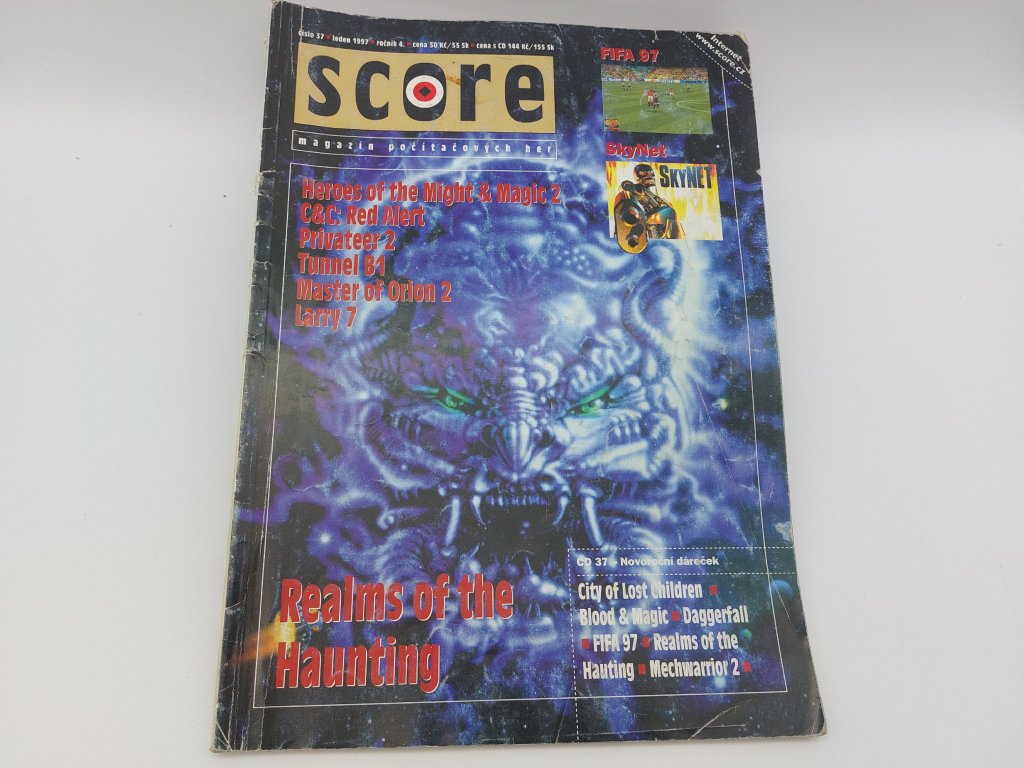 číslo 37 ▪ leden 1997 ▪ ročník 4. ▪ cena 50 Kč/55 Sk ▪ cena s CD 144 Kč/155 Sk
score
magazín počítačových her
Internet
www.score.cz
FIFA 97
SkyNet
SKYNET
Heroes of the Might & Magic 2
C&C: Red Alert
Privateer 2
Tunnel B1
Master of Orion 2
Larry 7
Realms of the
Haunting
CD 37 – Novoroční dáreček
City of Lost Children ▪
Blood & Magic ▪ Daggerfall
▪ FIFA 97 ▪ Realms of the
Hauting ▪ Mechwarrior 2 ▪